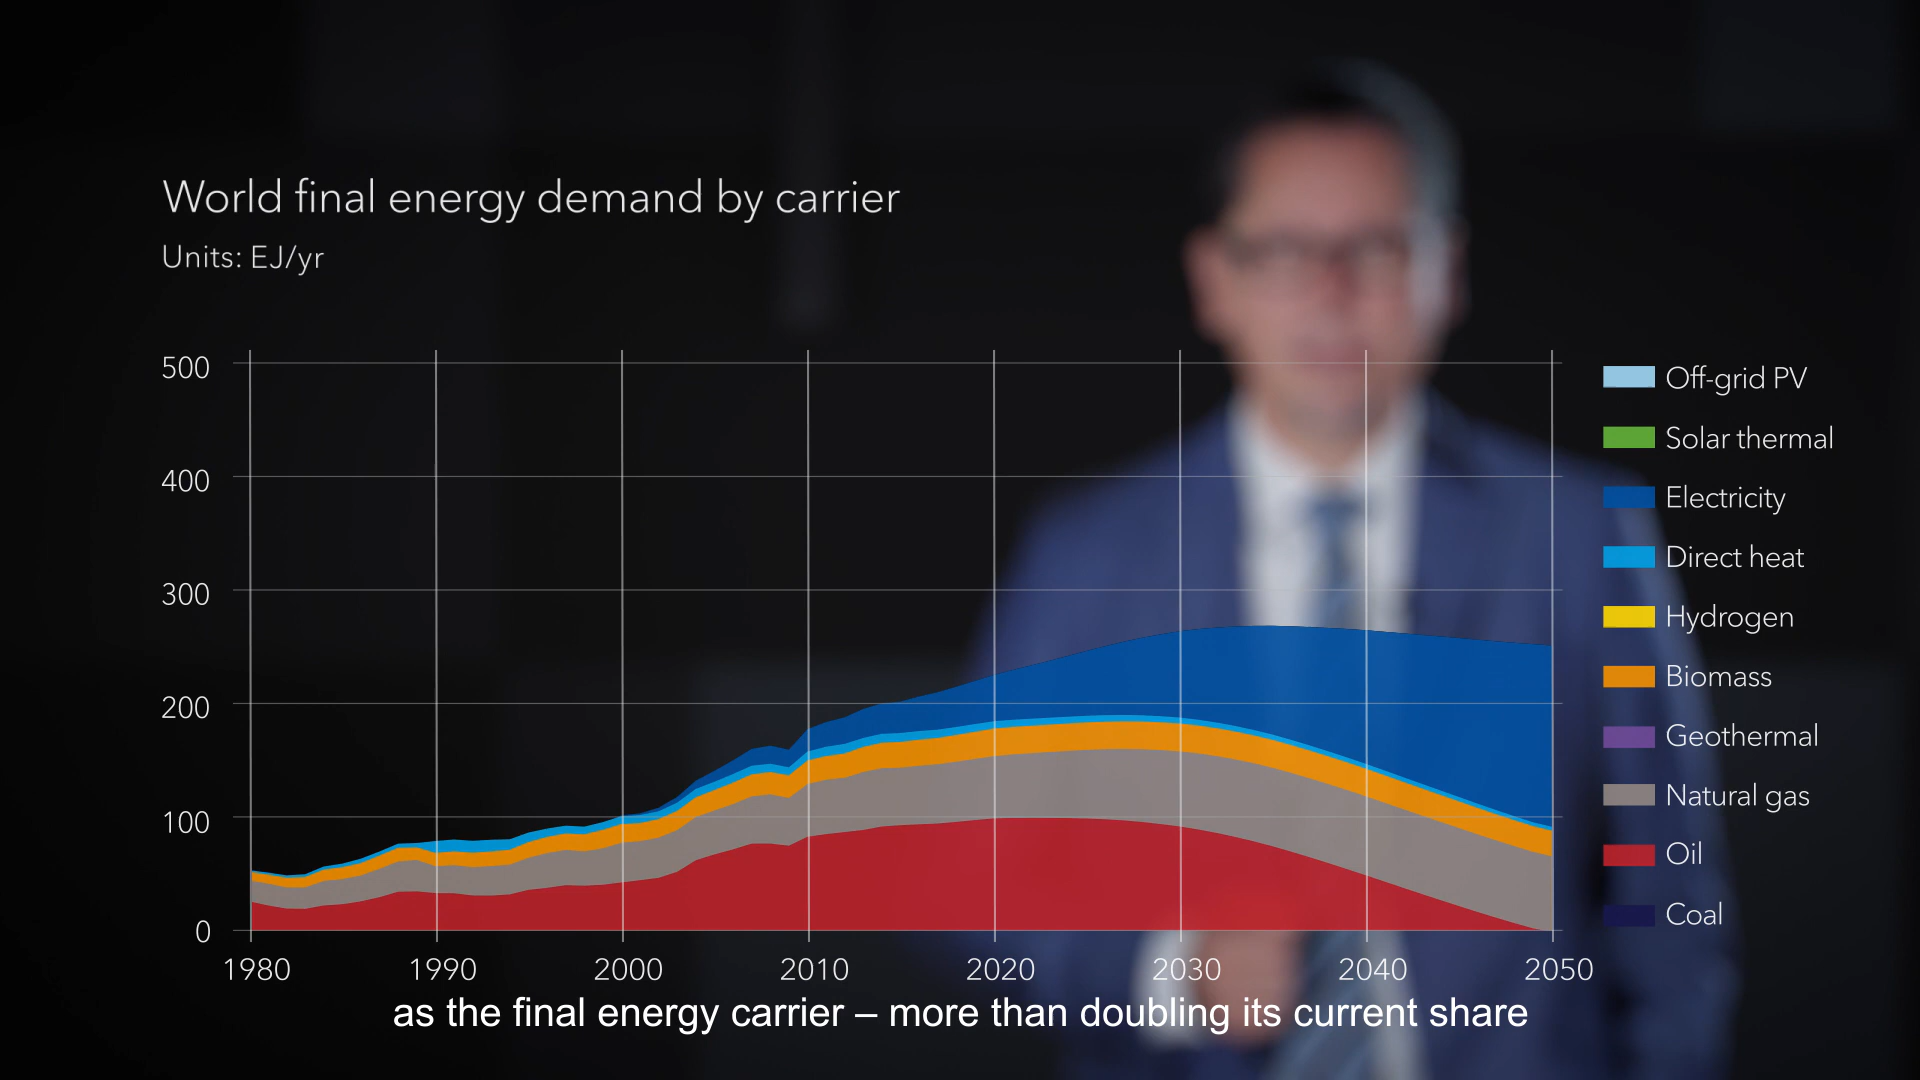 World final energy demand by carrier
Units: EJ/yr
500
400
300
200
100
0
1980 1990 2000 2010 2020 2030 2040 2050
Off-grid PV
Solar thermal
Electricity
Direct heat
Hydrogen
Biomass
Geothermal
Natural gas
Oil
Coal
as the final energy carrier – more than doubling its current share